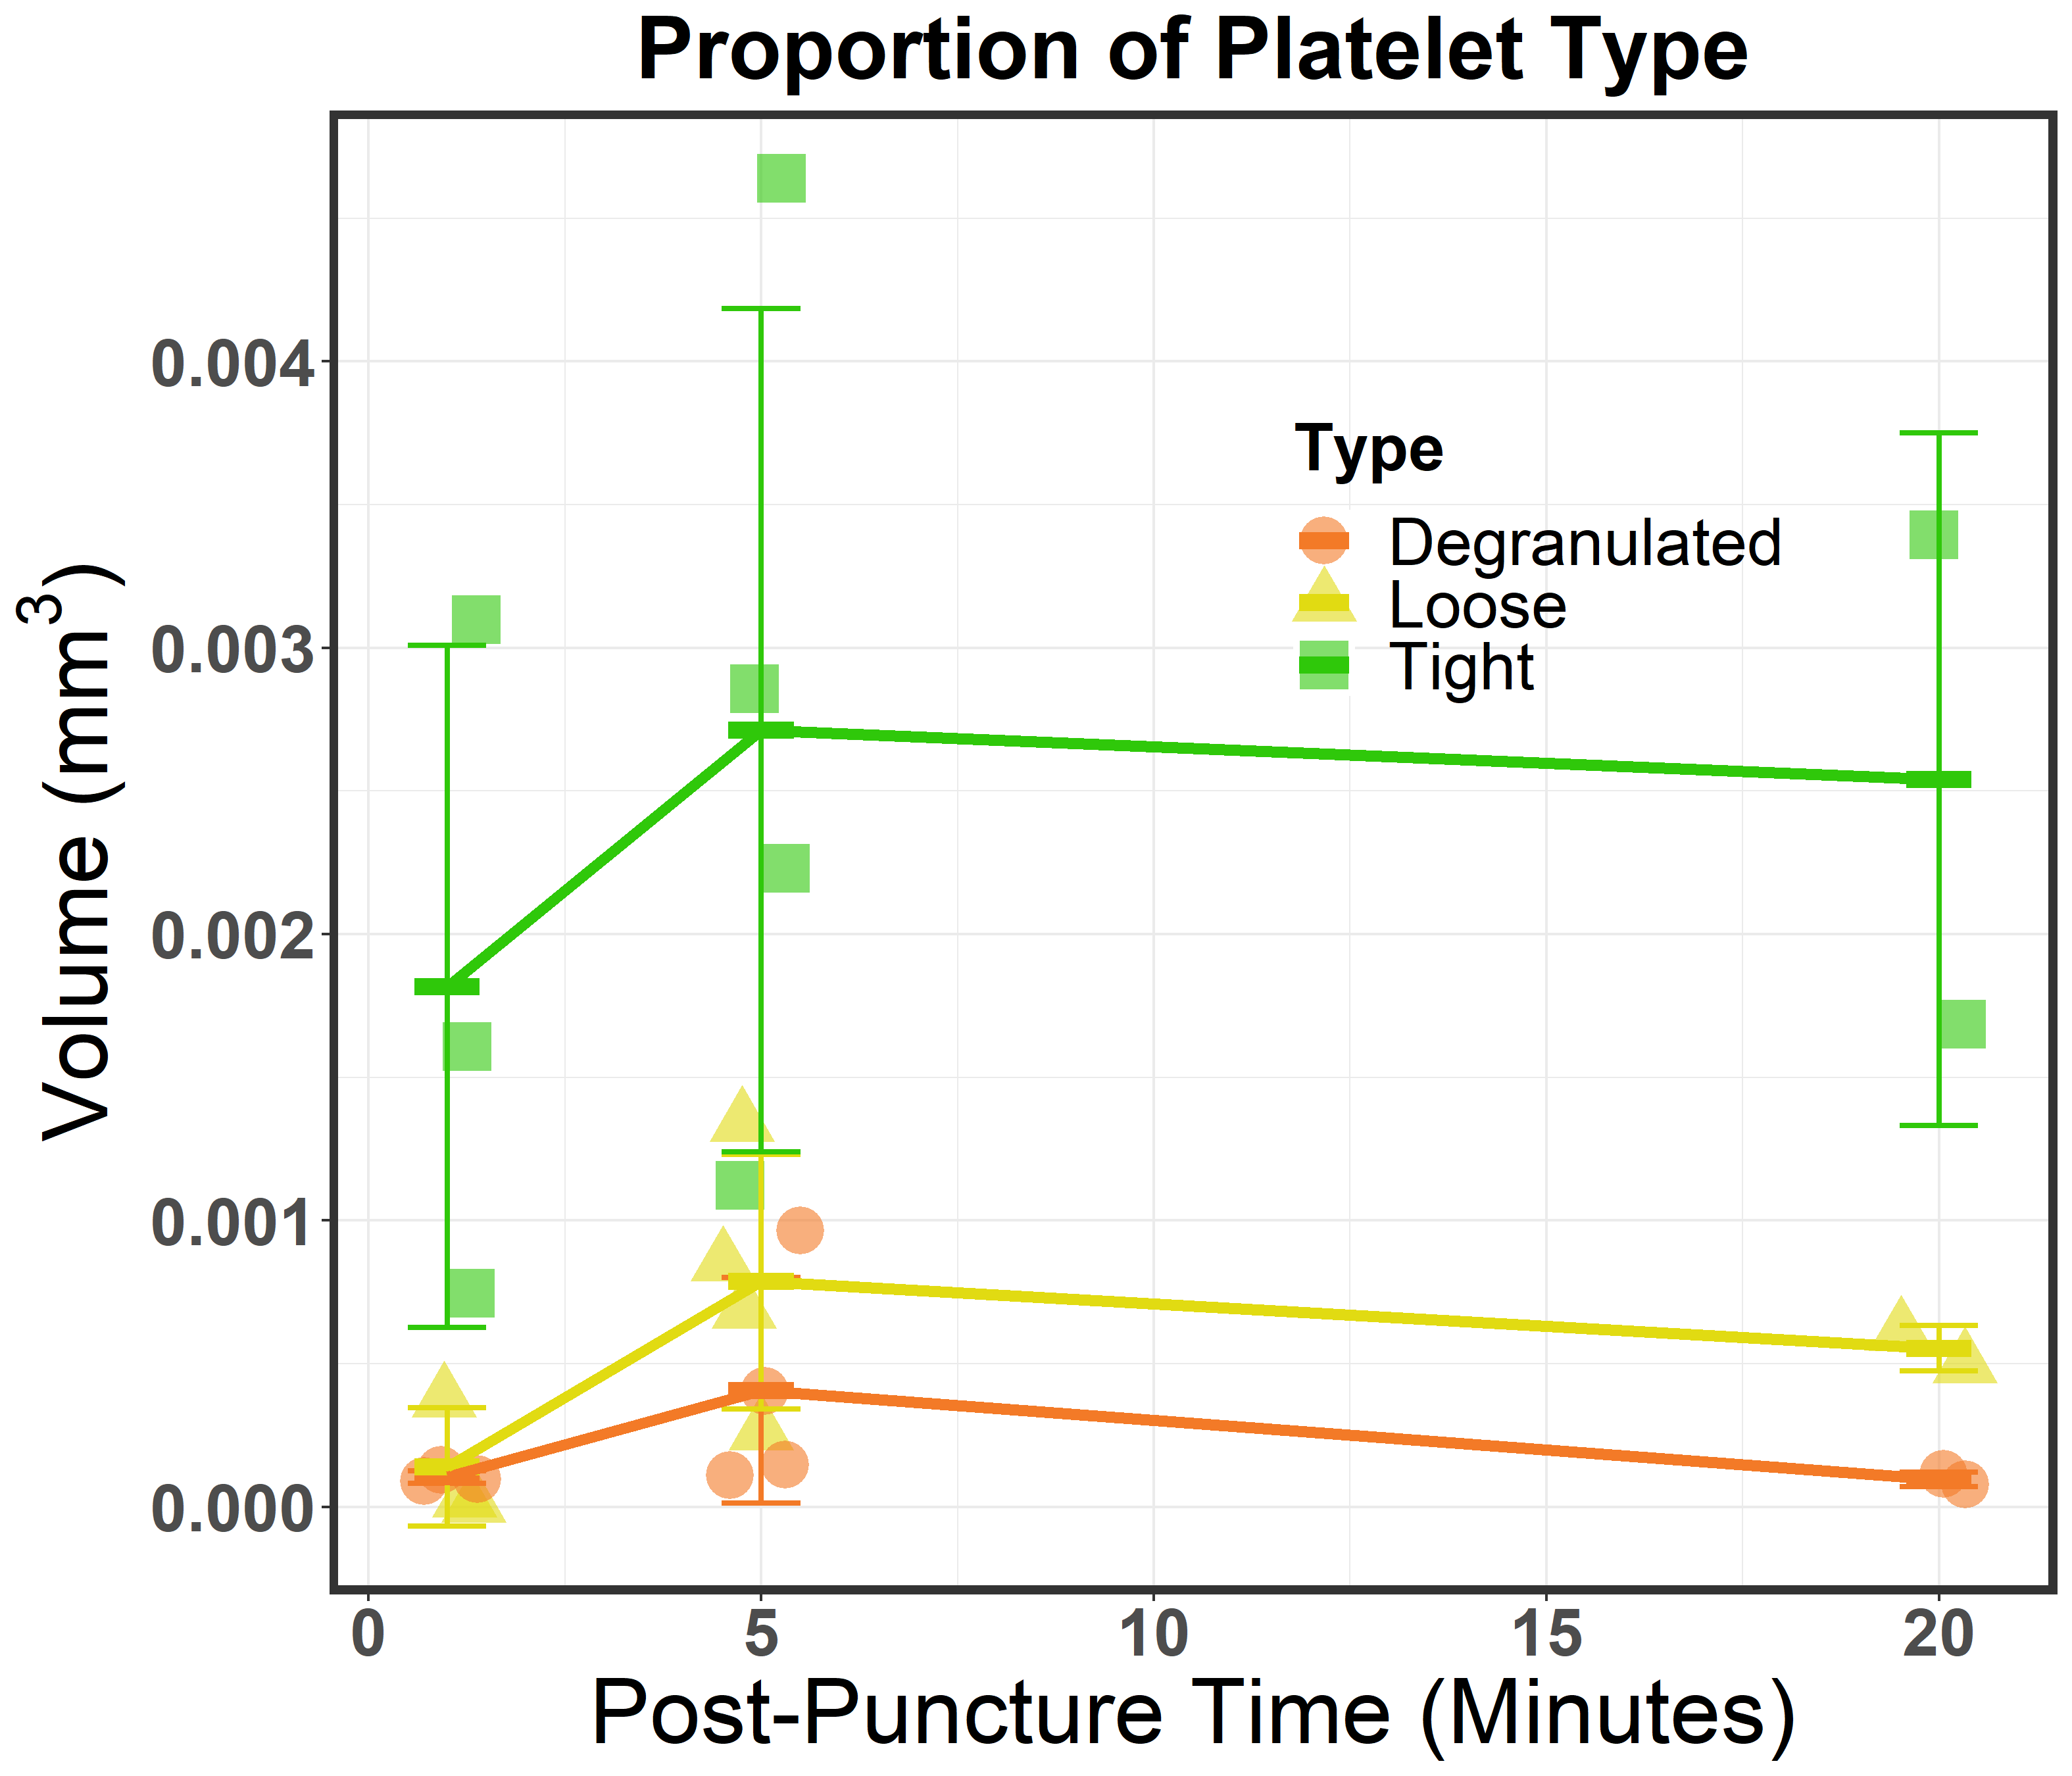 Proportion of Platelet Type
Volume (mm³)
0.004
0.003
0.002
0.001
0.000
Type
Degranulated
Loose
Tight
0 5 10 15 20
Post-Puncture Time (Minutes)